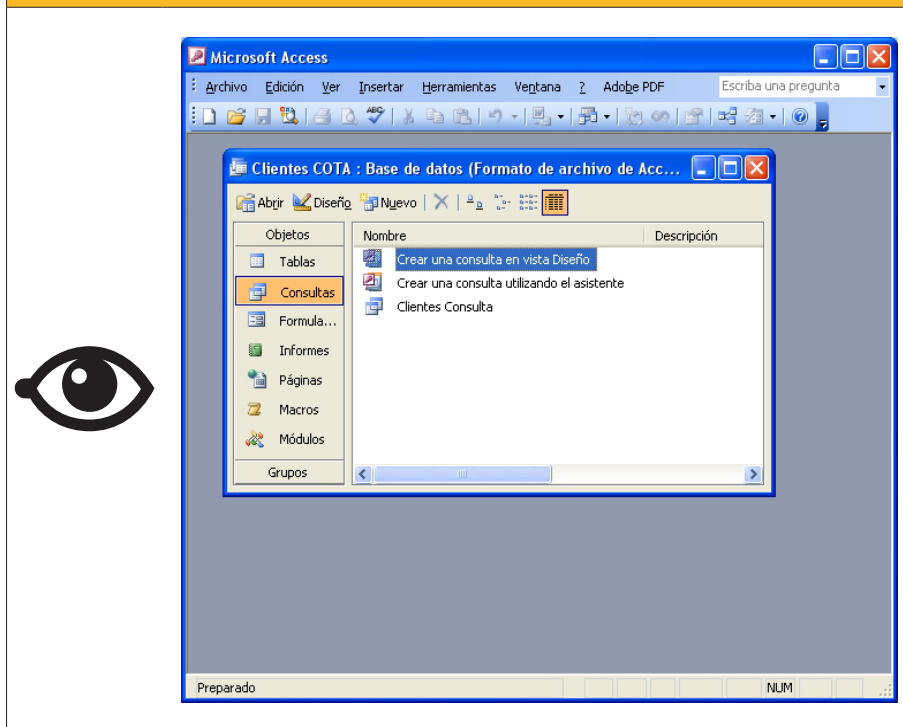 Microsoft Access
Archivo Edición Ver Insertar Herramientas Ventana ? Adobe PDF Escriba una pregunta
Clientes COTA : Base de datos (Formato de archivo de Acc...
Abrir Diseño Nuevo
Objetos
Tablas
Consultas
Formula...
Informes
Páginas
Macros
Módulos
Grupos
Nombre Descripción
Crear una consulta en vista Diseño
Crear una consulta utilizando el asistente
Clientes Consulta
Preparado NUM